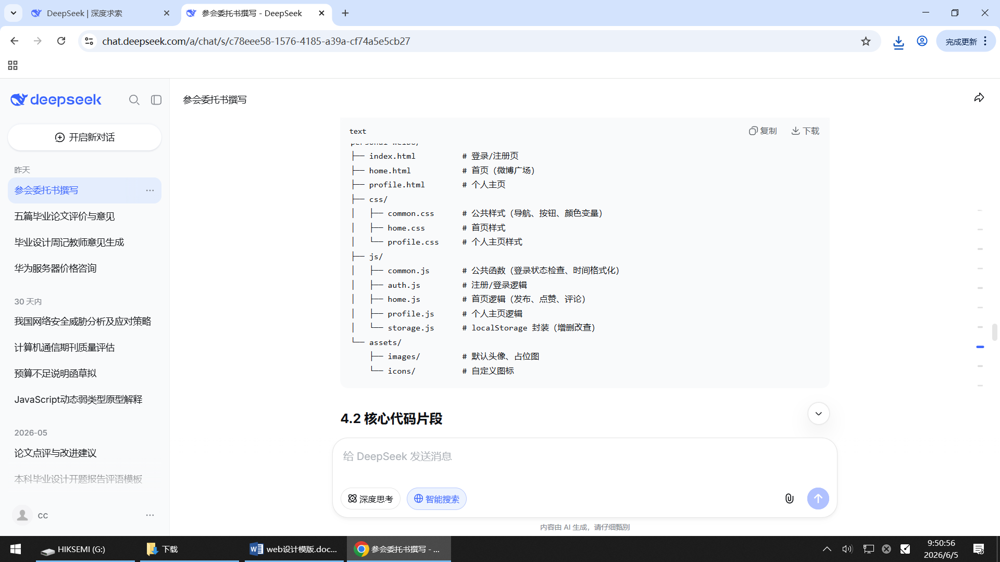 DeepSeek | 深度求索
参会委托书撰写 - DeepSeek
chat.deepseek.com/a/chat/s/c78eee58-1576-4185-a39a-cf74a5e5cb27
完成更新
deepseek
开启新对话
昨天
参会委托书撰写
五篇毕业论文评价与意见
毕业设计周记教师意见生成
华为服务器价格咨询
30 天内
我国网络安全威胁分析及应对策略
计算机通信期刊质量评估
预算不足说明函草拟
JavaScript动态弱类型原型解释
2026-05
论文点评与改进建议
本科毕业设计开题报告评语模板
cc
参会委托书撰写
text
复制
下载
personal-weibo/
├── index.html # 登录/注册页
├── home.html # 首页（微博广场）
├── profile.html # 个人主页
├── css/
│ ├── common.css # 公共样式（导航、按钮、颜色变量）
│ ├── home.css # 首页样式
│ └── profile.css # 个人主页样式
├── js/
│ ├── common.js # 公共函数（登录状态检查、时间格式化）
│ ├── auth.js # 注册/登录逻辑
│ ├── home.js # 首页逻辑（发布、点赞、评论）
│ ├── profile.js # 个人主页逻辑
│ └── storage.js # localStorage 封装（增删改查）
└── assets/
├── images/ # 默认头像、占位图
└── icons/ # 自定义图标
4.2 核心代码片段
给 DeepSeek 发送消息
深度思考
智能搜索
内容由 AI 生成，请仔细甄别
HIKSEMI (G:)
下载
web设计模版.doc...
参会委托书撰写 - ...
9:50:56
2026/6/5